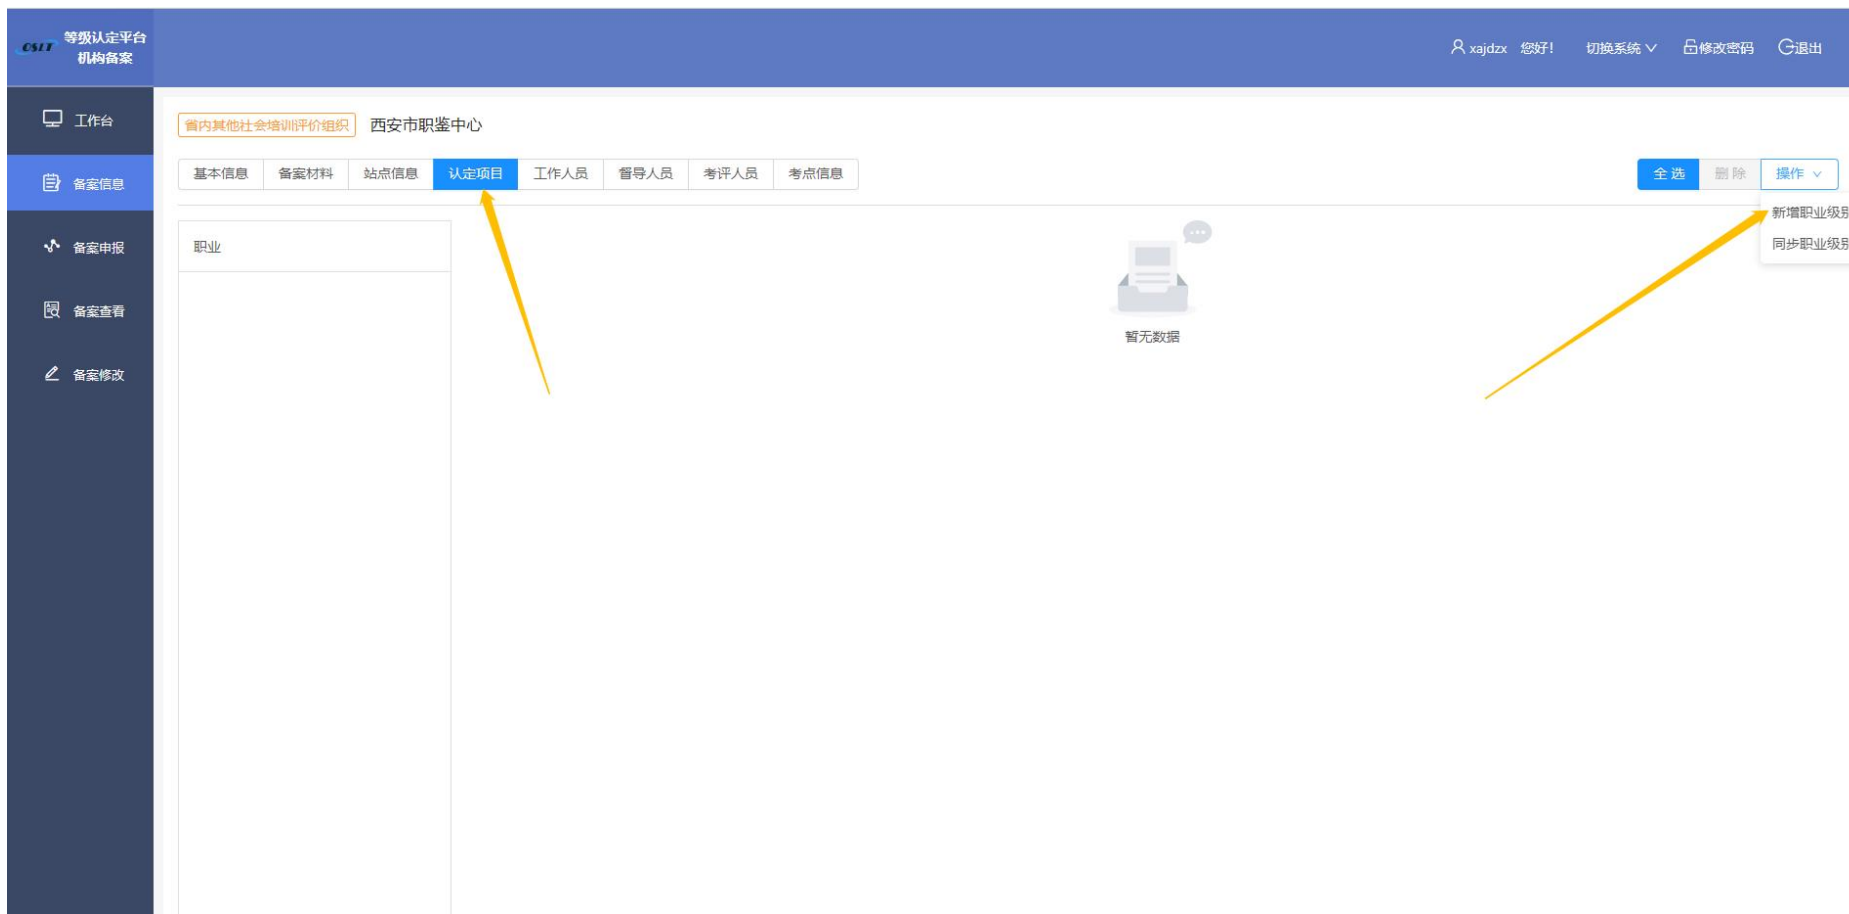 OSLT 等级认定平台
机构备案
xajdzx 您好! 切换系统 修改密码 退出
工作台
备案信息
备案申报
备案查看
备案修改
省内其他社会培训评价组织 西安市职鉴中心
基本信息 备案材料 站点信息 认定项目 工作人员 督导人员 考评人员 考点信息 全选 删除 操作
新增职业级别
同步职业级别
职业
暂无数据